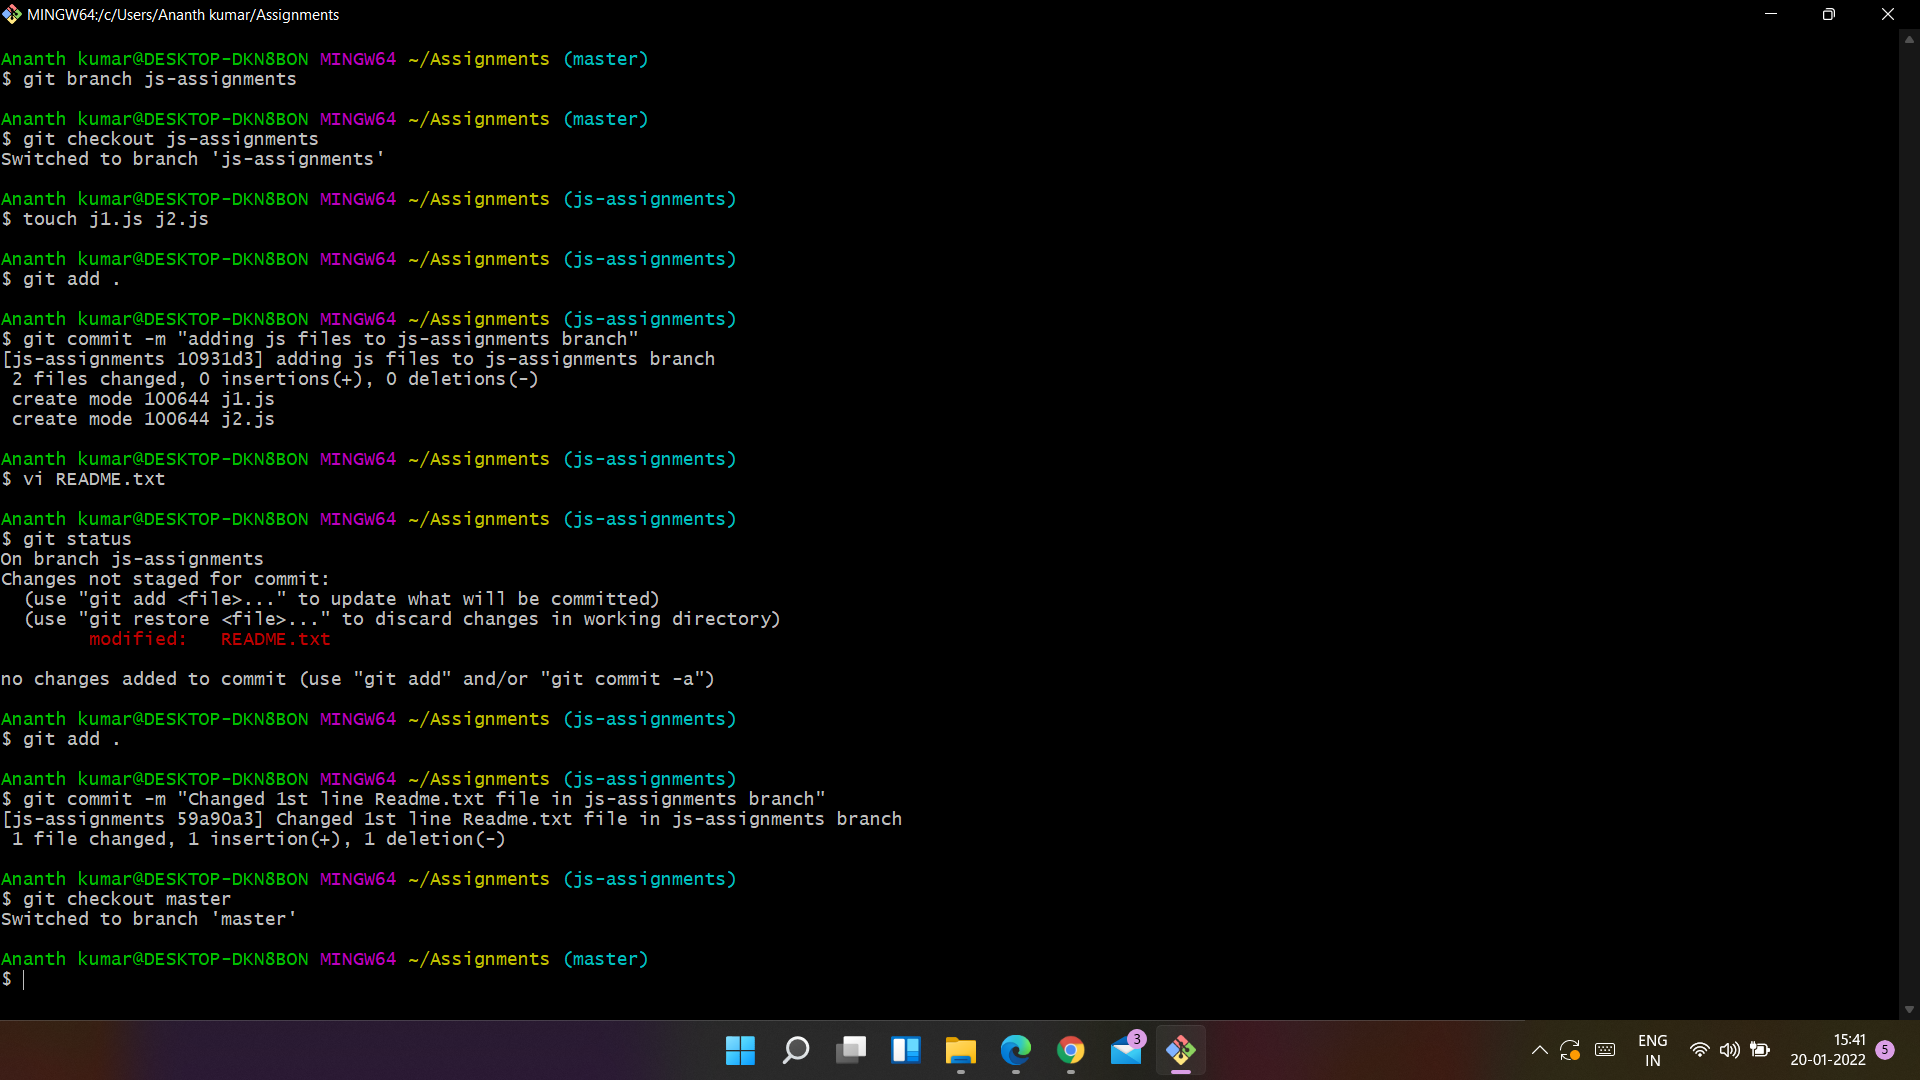 MINGW64:/c/Users/Ananth kumar/Assignments
Ananth kumar@DESKTOP-DKN8BON MINGW64 ~/Assignments (master)
$ git branch js-assignments
Ananth kumar@DESKTOP-DKN8BON MINGW64 ~/Assignments (master)
$ git checkout js-assignments
Switched to branch 'js-assignments'
Ananth kumar@DESKTOP-DKN8BON MINGW64 ~/Assignments (js-assignments)
$ touch j1.js j2.js
Ananth kumar@DESKTOP-DKN8BON MINGW64 ~/Assignments (js-assignments)
$ git add .
Ananth kumar@DESKTOP-DKN8BON MINGW64 ~/Assignments (js-assignments)
$ git commit -m "adding js files to js-assignments branch"
[js-assignments 10931d3] adding js files to js-assignments branch
2 files changed, 0 insertions(+), 0 deletions(-)
create mode 100644 j1.js
create mode 100644 j2.js
Ananth kumar@DESKTOP-DKN8BON MINGW64 ~/Assignments (js-assignments)
$ vi README.txt
Ananth kumar@DESKTOP-DKN8BON MINGW64 ~/Assignments (js-assignments)
$ git status
On branch js-assignments
Changes not staged for commit:
(use "git add <file>..." to update what will be committed)
(use "git restore <file>..." to discard changes in working directory)
modified:   README.txt
no changes added to commit (use "git add" and/or "git commit -a")
Ananth kumar@DESKTOP-DKN8BON MINGW64 ~/Assignments (js-assignments)
$ git add .
Ananth kumar@DESKTOP-DKN8BON MINGW64 ~/Assignments (js-assignments)
$ git commit -m "Changed 1st line Readme.txt file in js-assignments branch"
[js-assignments 59a90a3] Changed 1st line Readme.txt file in js-assignments branch
1 file changed, 1 insertion(+), 1 deletion(-)
Ananth kumar@DESKTOP-DKN8BON MINGW64 ~/Assignments (js-assignments)
$ git checkout master
Switched to branch 'master'
Ananth kumar@DESKTOP-DKN8BON MINGW64 ~/Assignments (master)
$
3
ENG
IN
15:41
20-01-2022
5